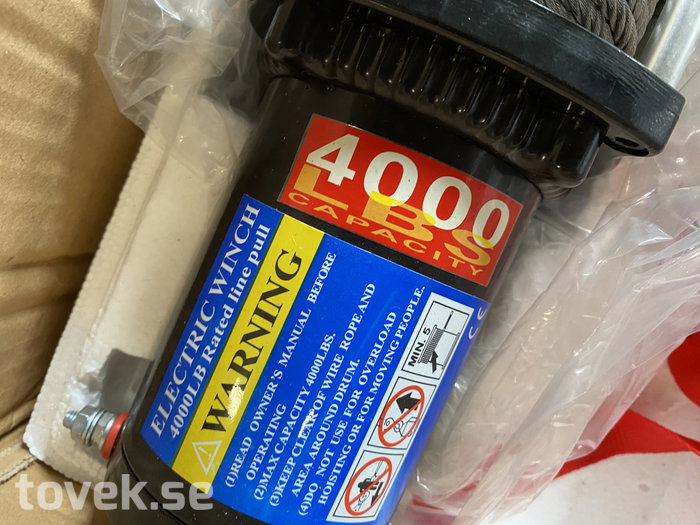 4000
LBS
CAPACITY
ELECTRIC WINCH
4000LB Rated line pull
WARNING
(1)READ OWNER'S MANUAL BEFORE
OPERATING
(2)MAX CAPACITY 4000LBS.
(3)KEEP CLEAR OF WIRE ROPE AND
AREA AROUND DRUM.
(4)DO NOT USE FOR OVERLOAD
HOISTING OR FOR MOVING PEOPLE.
MIN. 5
CE
tovek.se